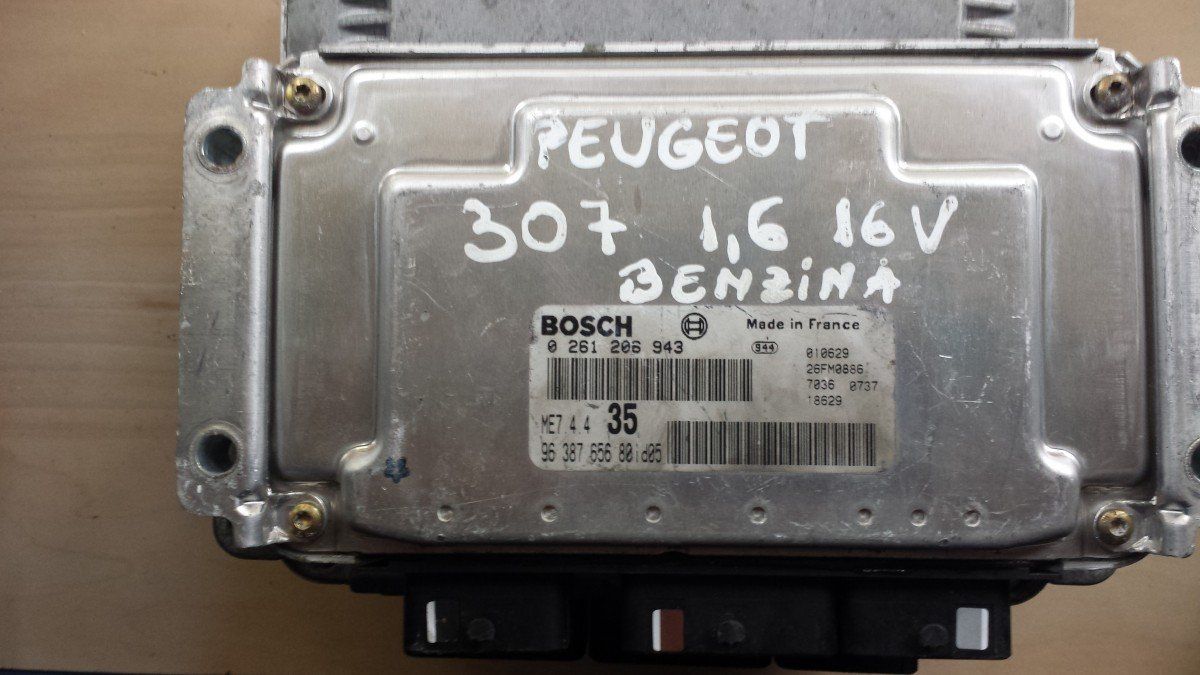 PEUGEOT
307 1,6 16V
BENZINA
BOSCH Made in France
0 261 206 943
944
010629
26FM0886
7036 0737
18629
ME7.4.4 35
96 387 656 80id05